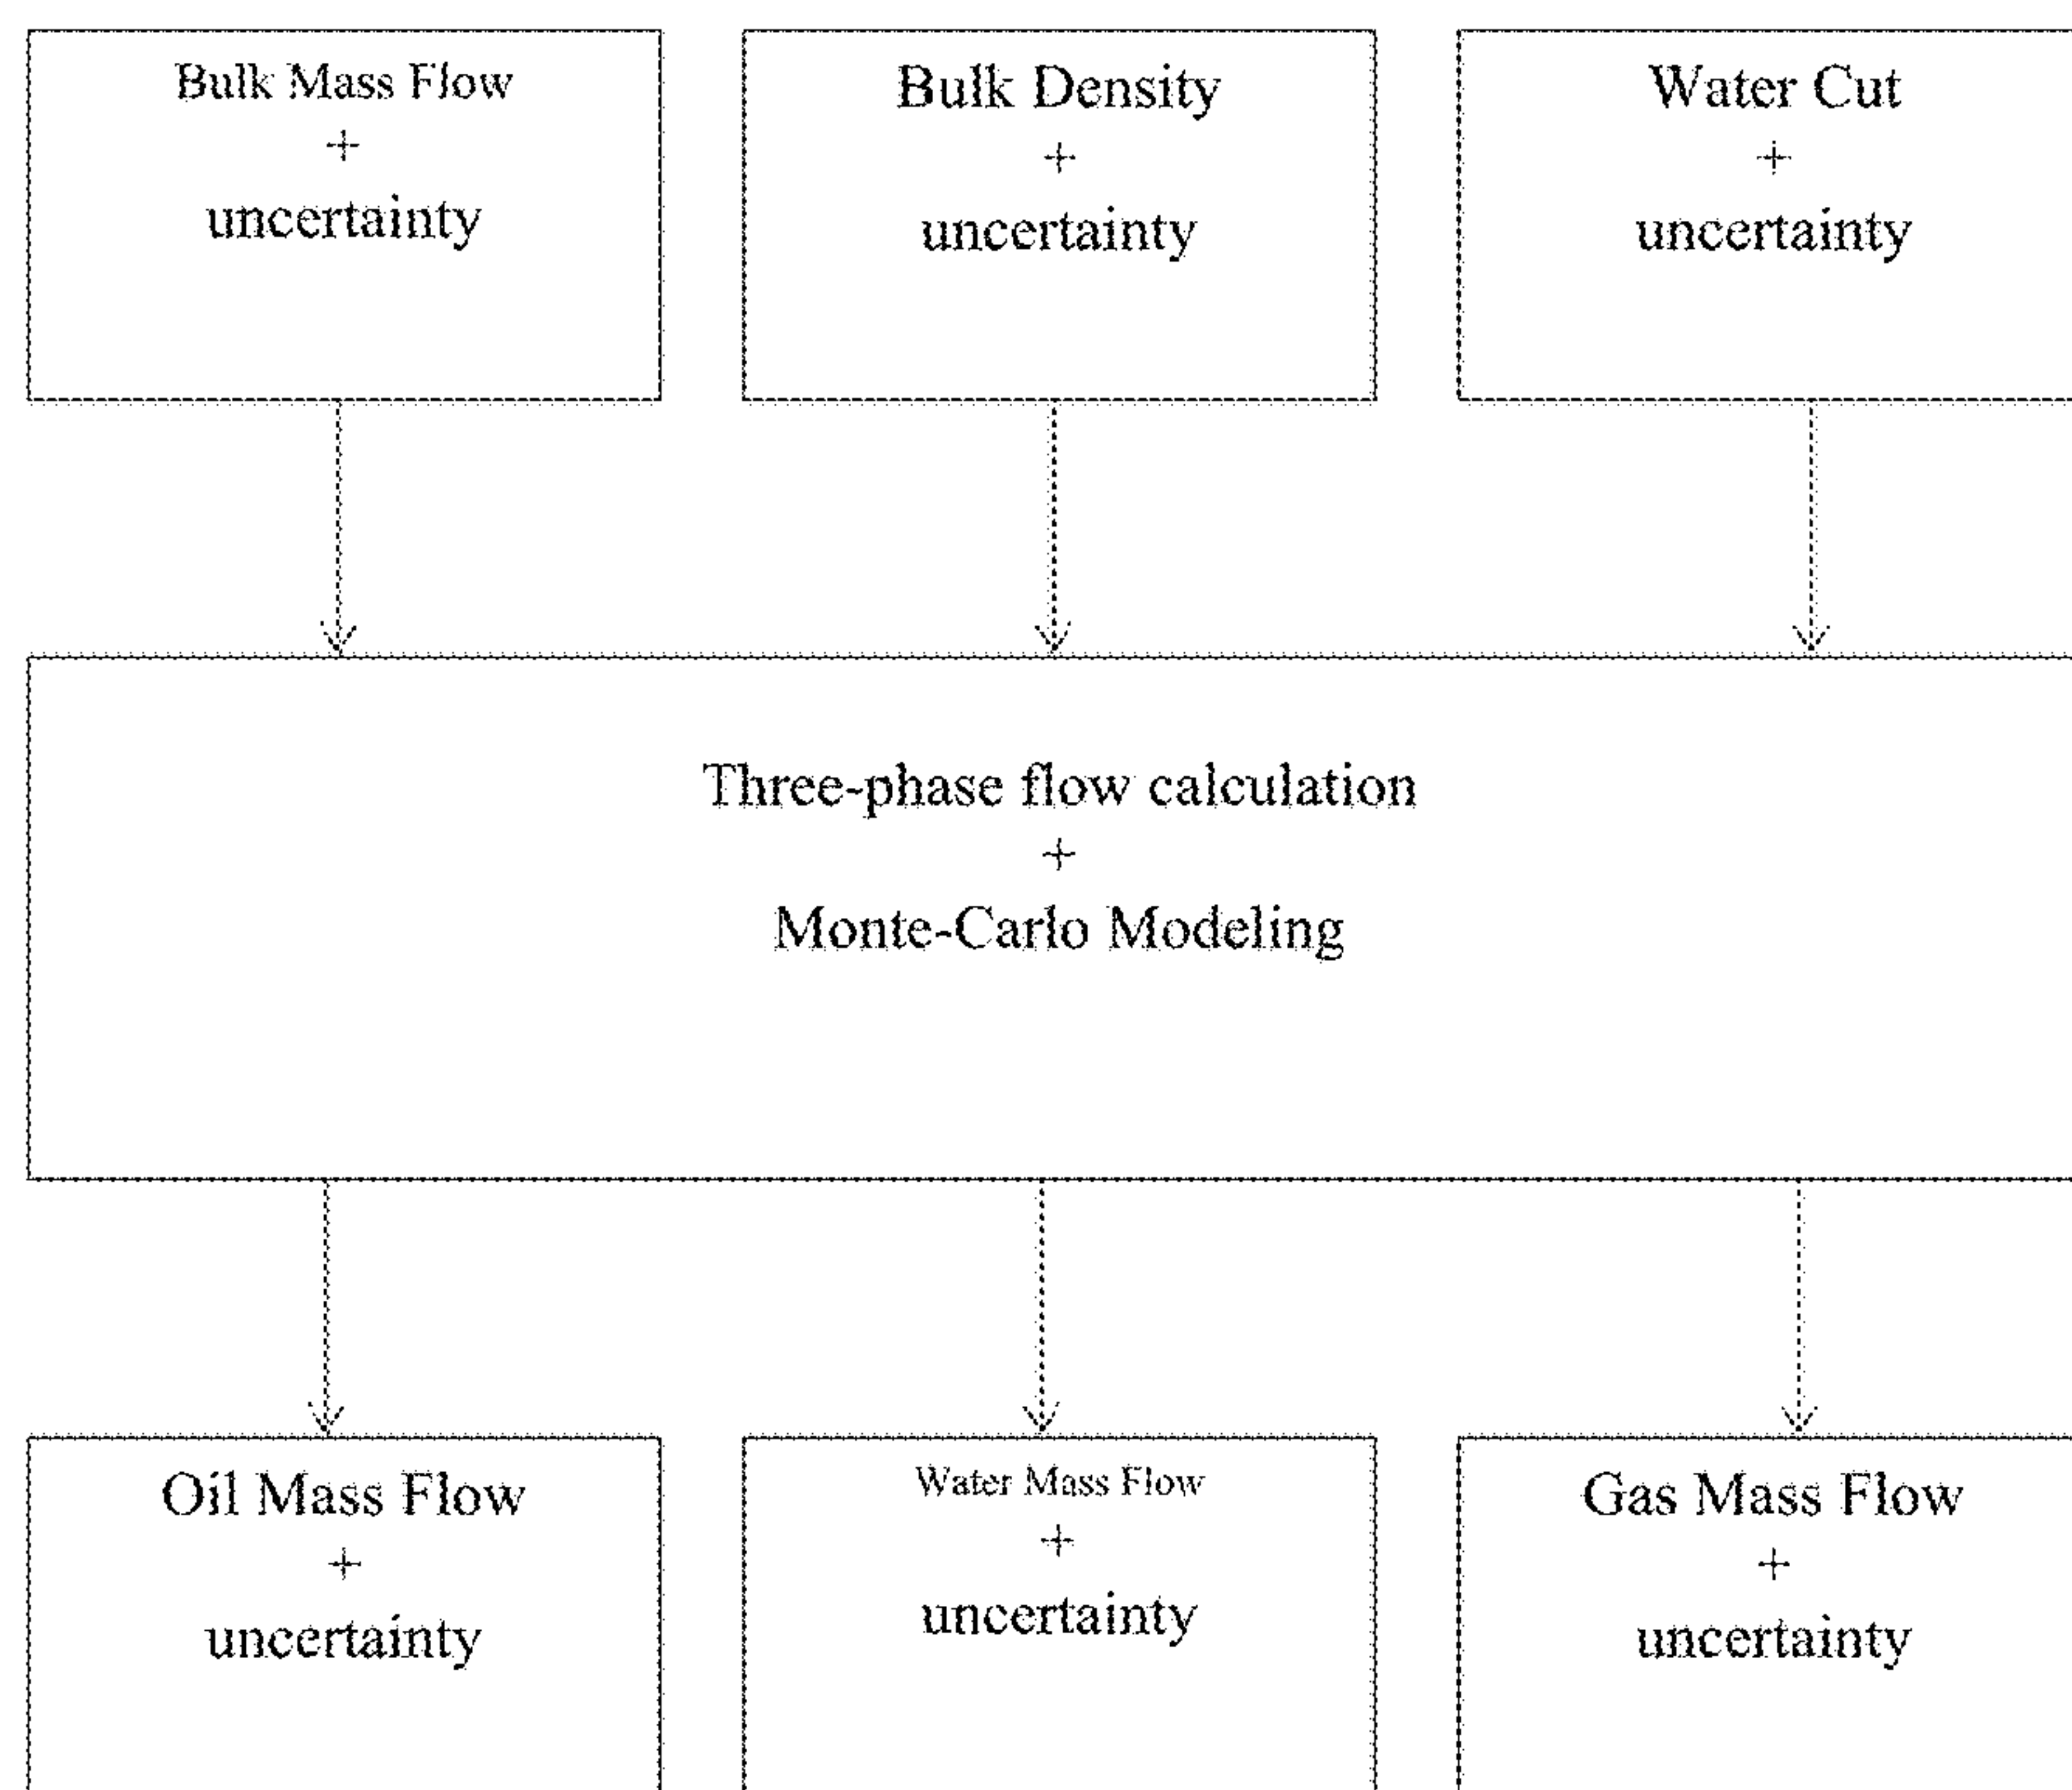 Bulk Mass Flow
+
uncertainty
Bulk Density
+
uncertainty
Water Cut
+
uncertainty
Three-phase flow calculation
+
Monte-Carlo Modeling
Oil Mass Flow
+
uncertainty
Water Mass Flow
+
uncertainty
Gas Mass Flow
+
uncertainty